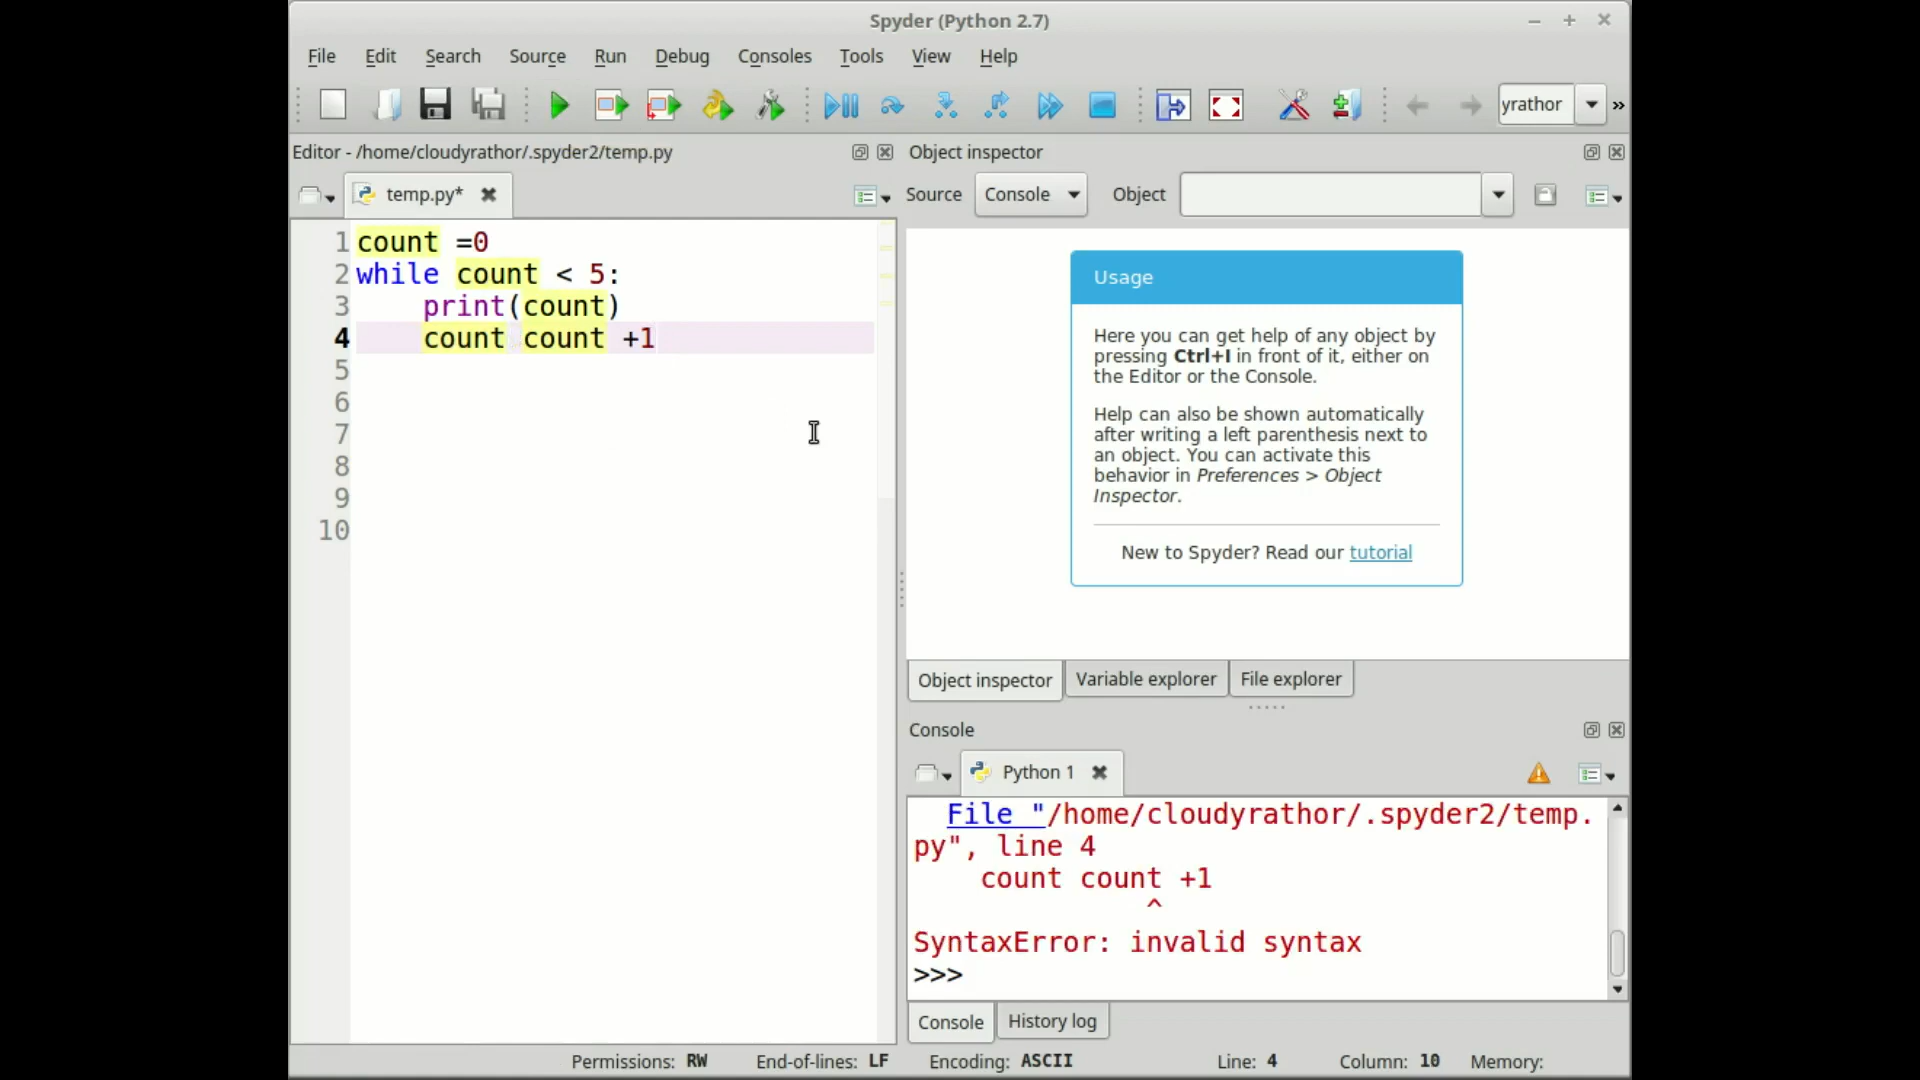 Spyder (Python 2.7)
File Edit Search Source Run Debug Consoles Tools View Help
yrathor
»
Editor - /home/cloudyrathor/.spyder2/temp.py
temp.py*
1 count =0
2 while count < 5:
3 print(count)
4 count count +1
5
6
7
8
9
10
Object inspector
Source Console Object
Usage
Here you can get help of any object by
pressing Ctrl+I in front of it, either on
the Editor or the Console.
Help can also be shown automatically
after writing a left parenthesis next to
an object. You can activate this
behavior in Preferences > Object
Inspector.
New to Spyder? Read our tutorial
Object inspector Variable explorer File explorer
Console
Python 1
File "/home/cloudyrathor/.spyder2/temp.
py", line 4
count count +1
^
SyntaxError: invalid syntax
>>>
Console History log
Permissions: RW End-of-lines: LF Encoding: ASCII Line: 4 Column: 10 Memory: